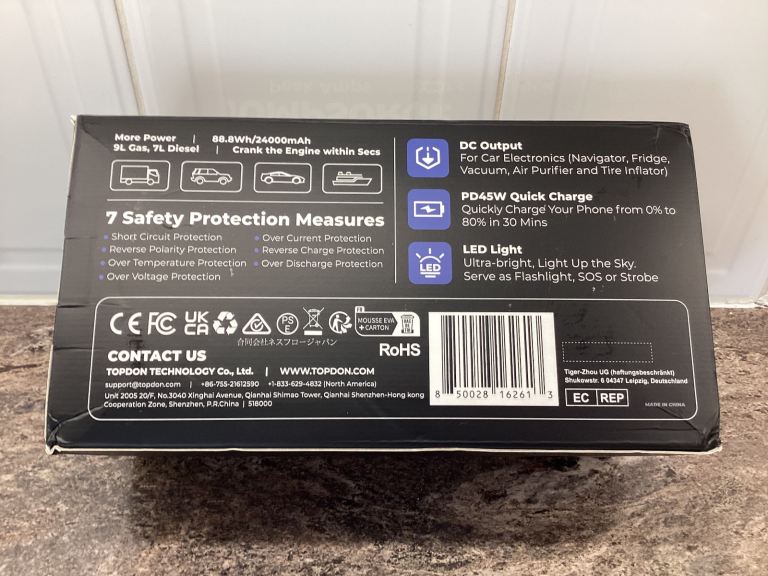 More Power | 88.8Wh/24000mAh
9L Gas, 7L Diesel | Crank the Engine within Secs
7 Safety Protection Measures
• Short Circuit Protection
• Over Current Protection
• Reverse Polarity Protection
• Reverse Charge Protection
• Over Temperature Protection
• Over Discharge Protection
• Over Voltage Protection
DC Output
For Car Electronics (Navigator, Fridge,
Vacuum, Air Purifier and Tire Inflator)
PD45W Quick Charge
Quickly Charge Your Phone from 0% to
80% in 30 Mins
LED
LED Light
Ultra-bright, Light Up the Sky.
Serve as Flashlight, SOS or Strobe
CE FC UK CA
PS E
FR
MOUSSE EVA
+ CARTON
合同会社ネスフロージャパン
RoHS
CONTACT US
TOPDON TECHNOLOGY Co., Ltd. | WWW.TOPDON.COM
support@topdon.com | +86-755-21612590 +1-833-629-4832 (North America)
Unit 2005 20/F, No.3040 Xinghai Avenue, Qianhai Shimao Tower, Qianhai Shenzhen-Hong kong
Cooperation Zone, Shenzhen, P.R.China | 518000
8 50028 16261 3
Tiger-Zhou UG (haftungsbeschränkt)
Shukowstr. 6 04347 Leipzig, Deutschland
EC REP
MADE IN CHINA